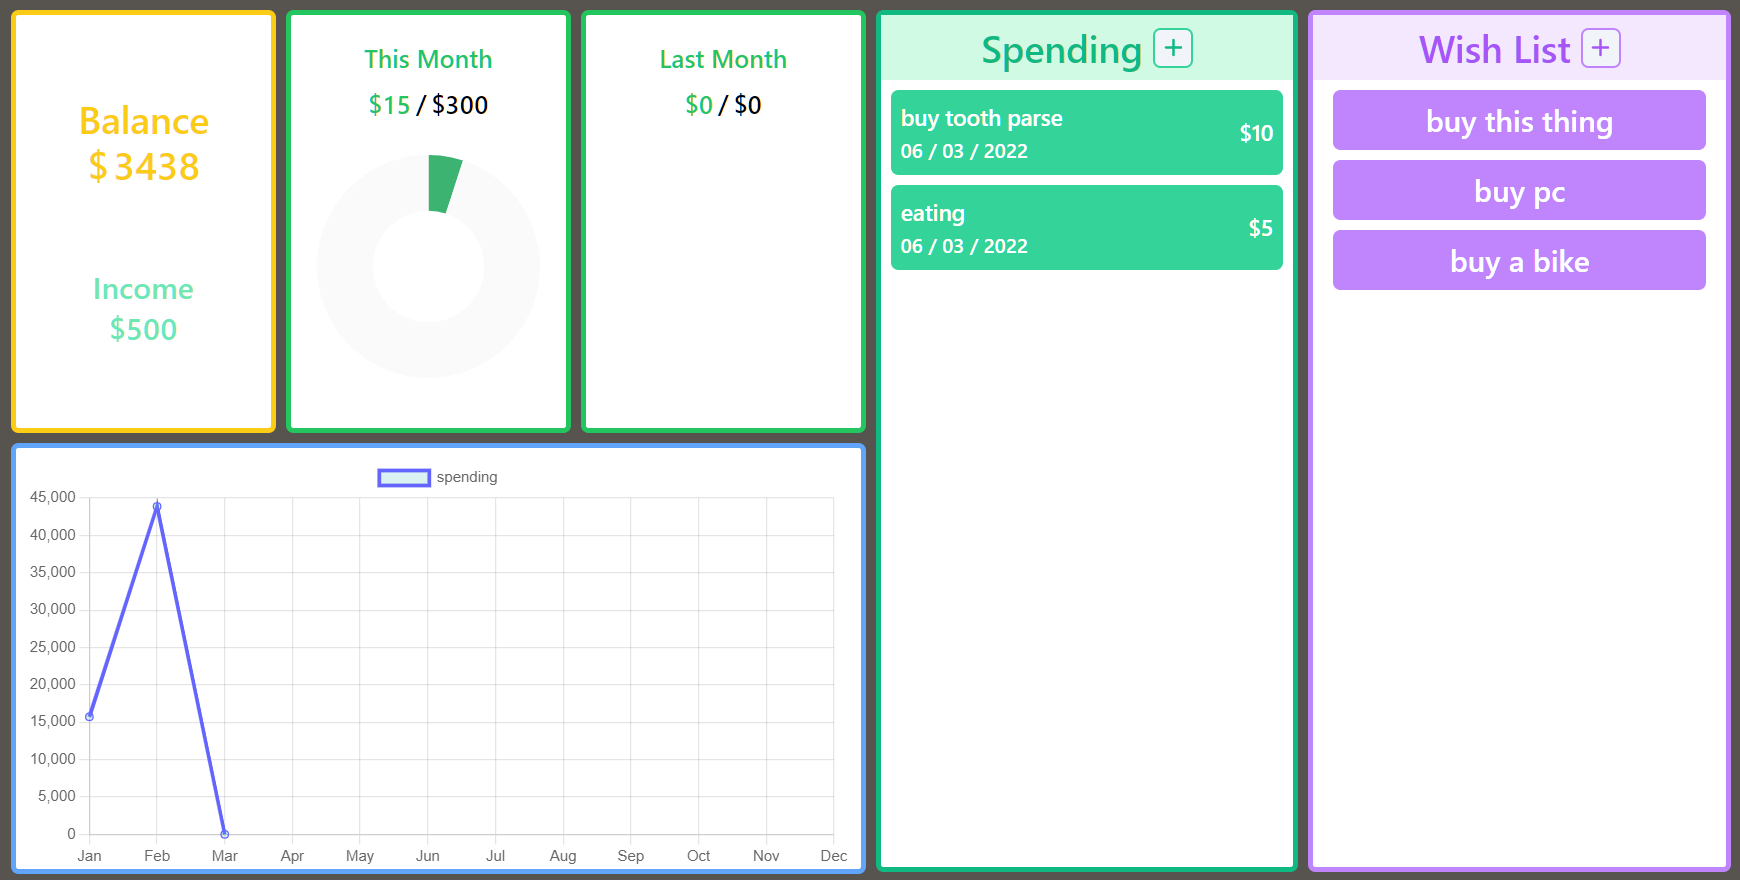 Balance
$ 3438
Income
$500
This Month
$15 / $300
Last Month
$0 / $0
spending
45,000
40,000
35,000
30,000
25,000
20,000
15,000
10,000
5,000
0
Jan Feb Mar Apr May Jun Jul Aug Sep Oct Nov Dec
Spending +
buy tooth parse
$10
06 / 03 / 2022
eating
$5
06 / 03 / 2022
Wish List +
buy this thing
buy pc
buy a bike